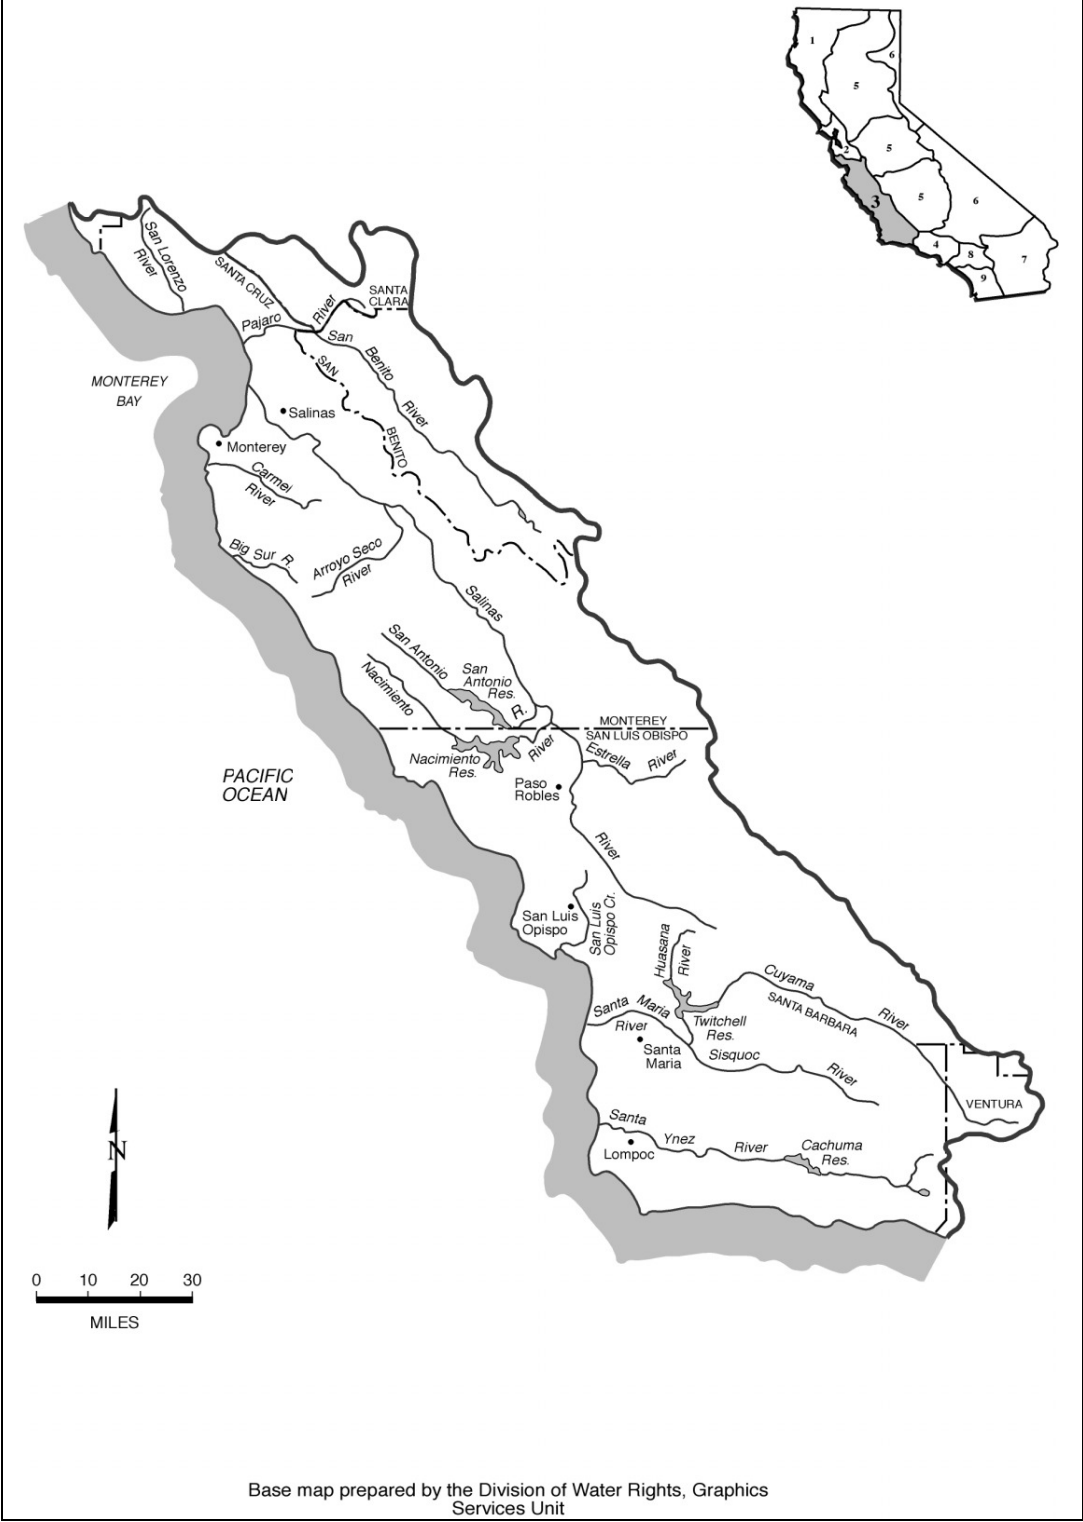 1
6
5
2
5
3
5
6
4
8
7
9
San Lorenzo
River
SANTA CRUZ
SANTA
CLARA
River
Pajaro
San
Benito
River
SAN
BENITO
MONTEREY
BAY
Salinas
Monterey
Carmel
River
Big Sur R.
Arroyo Seco
River
Salinas
R.
San Antonio
San
Antonio
Res.
Nacimiento
MONTEREY
SAN LUIS OBISPO
Nacimiento
Res.
River
Estrella
River
PACIFIC
OCEAN
Paso
Robles
River
San Luis
Opispo
San Luis
Opispo Cr.
Huasana
River
Cuyama
River
SANTA BARBARA
Santa Maria
River
Twitchell
Res.
Santa
Maria
Sisquoc
River
VENTURA
Santa
Ynez
River
Cachuma
Res.
Lompoc
N
0 10 20 30
MILES
Base map prepared by the Division of Water Rights, Graphics
Services Unit